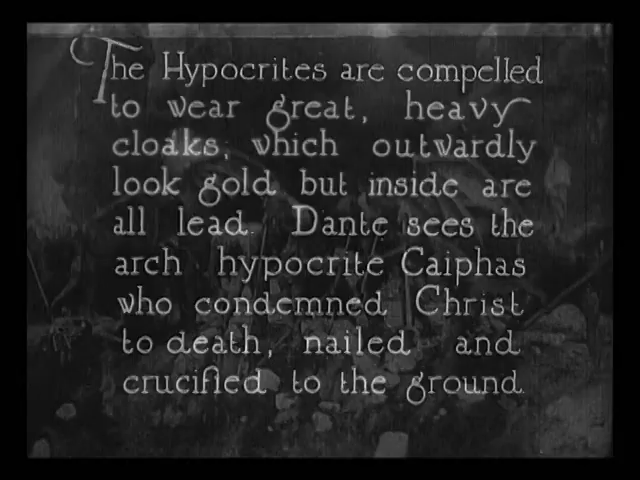 The Hypocrites are compelled
to wear great, heavy
cloaks, which outwardly
look gold but inside are
all lead. Dante sees the
arch hypocrite Caiphas
who condemned Christ
to death, nailed and
crucified to the ground.